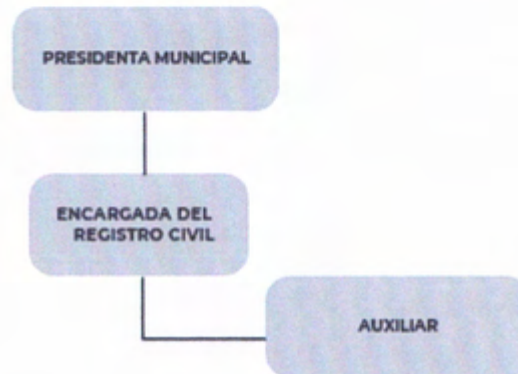 PRESIDENTA MUNICIPAL
ENCARGADA DEL
REGISTRO CIVIL
AUXILIAR